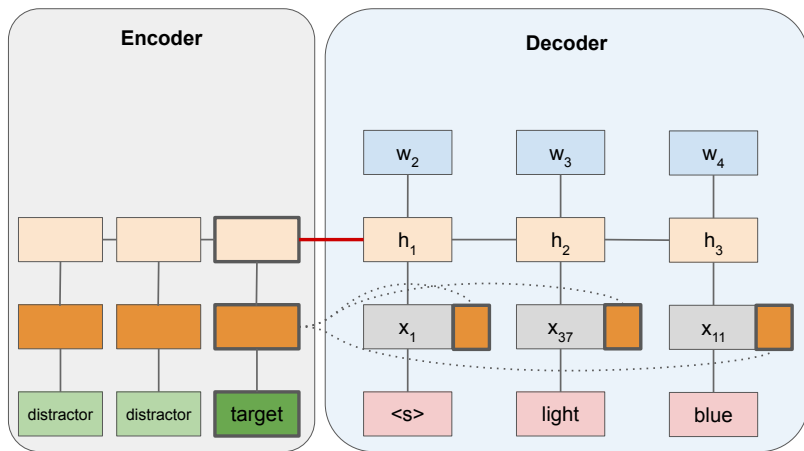 Encoder
Decoder
w2
w3
w4
h1
h2
h3
x1
x37
x11
distractor
distractor
target
<s>
light
blue